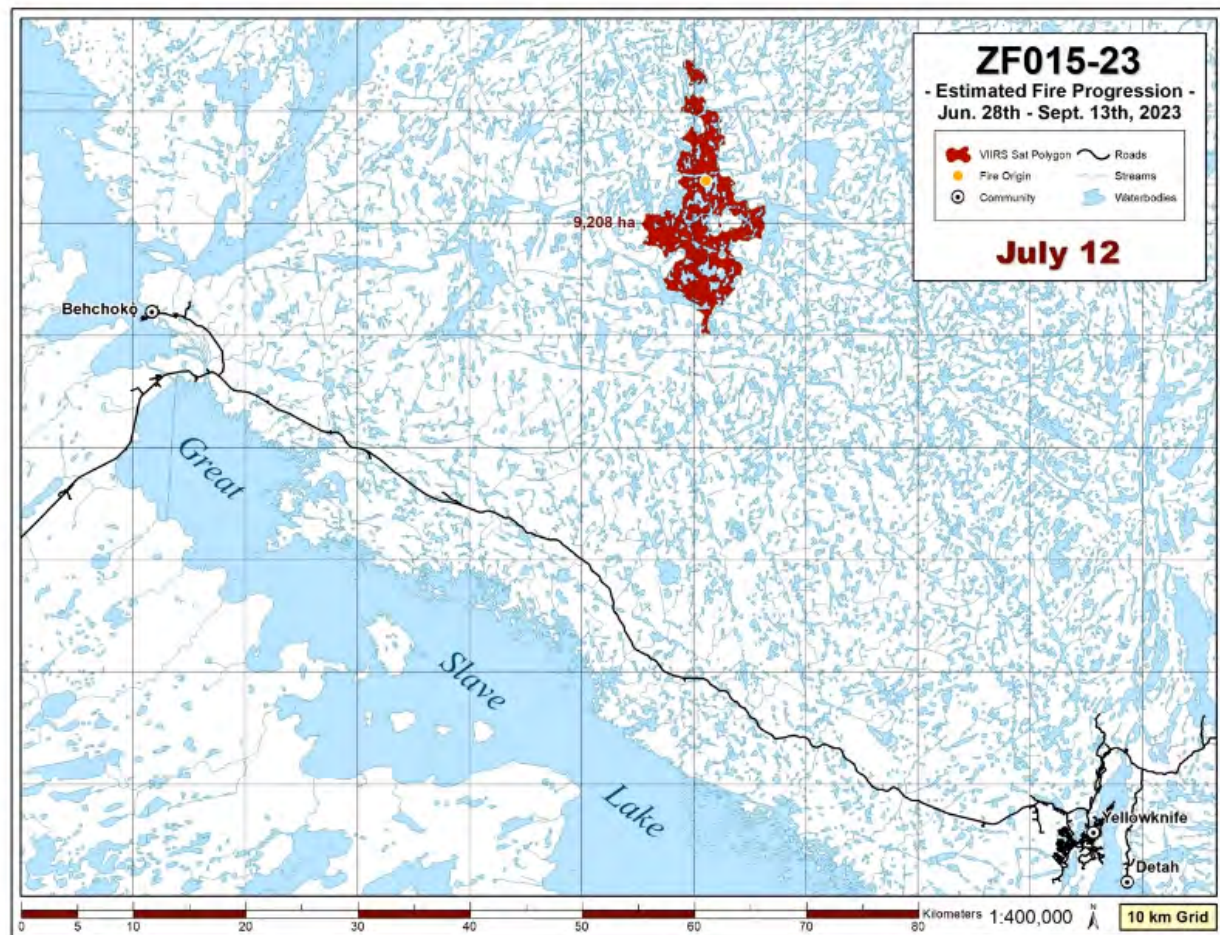 ZF015-23
- Estimated Fire Progression -
Jun. 28th - Sept. 13th, 2023
VIIRS Sat Polygon
Roads
Fire Origin
Streams
Community
Waterbodies
July 12
9,208 ha
Behchokǫ̀
Great
Slave
Lake
Yellowknife
Detah
0 5 10 20 30 40 50 60 70 80
Kilometers 1:400,000 N
10 km Grid